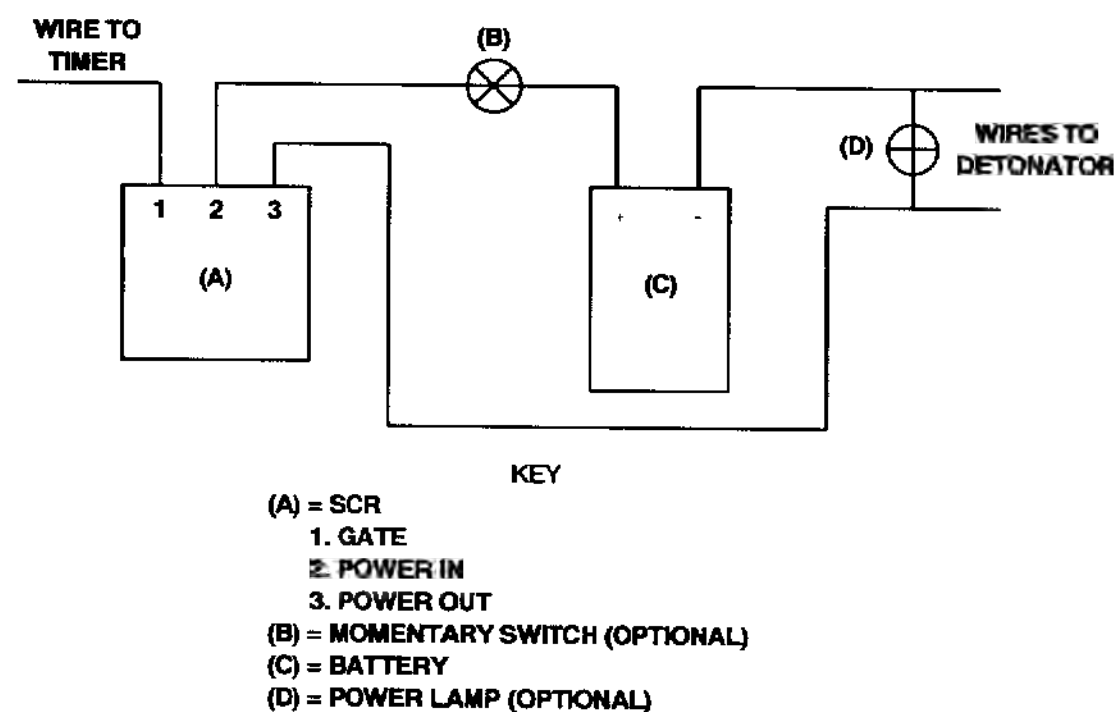 WIRE TO
TIMER
(B)
(D)
WIRES TO
DETONATOR
1 2 3
+ -
(A)
(C)
KEY
(A) = SCR
1. GATE
2. POWER IN
3. POWER OUT
(B) = MOMENTARY SWITCH (OPTIONAL)
(C) = BATTERY
(D) = POWER LAMP (OPTIONAL)